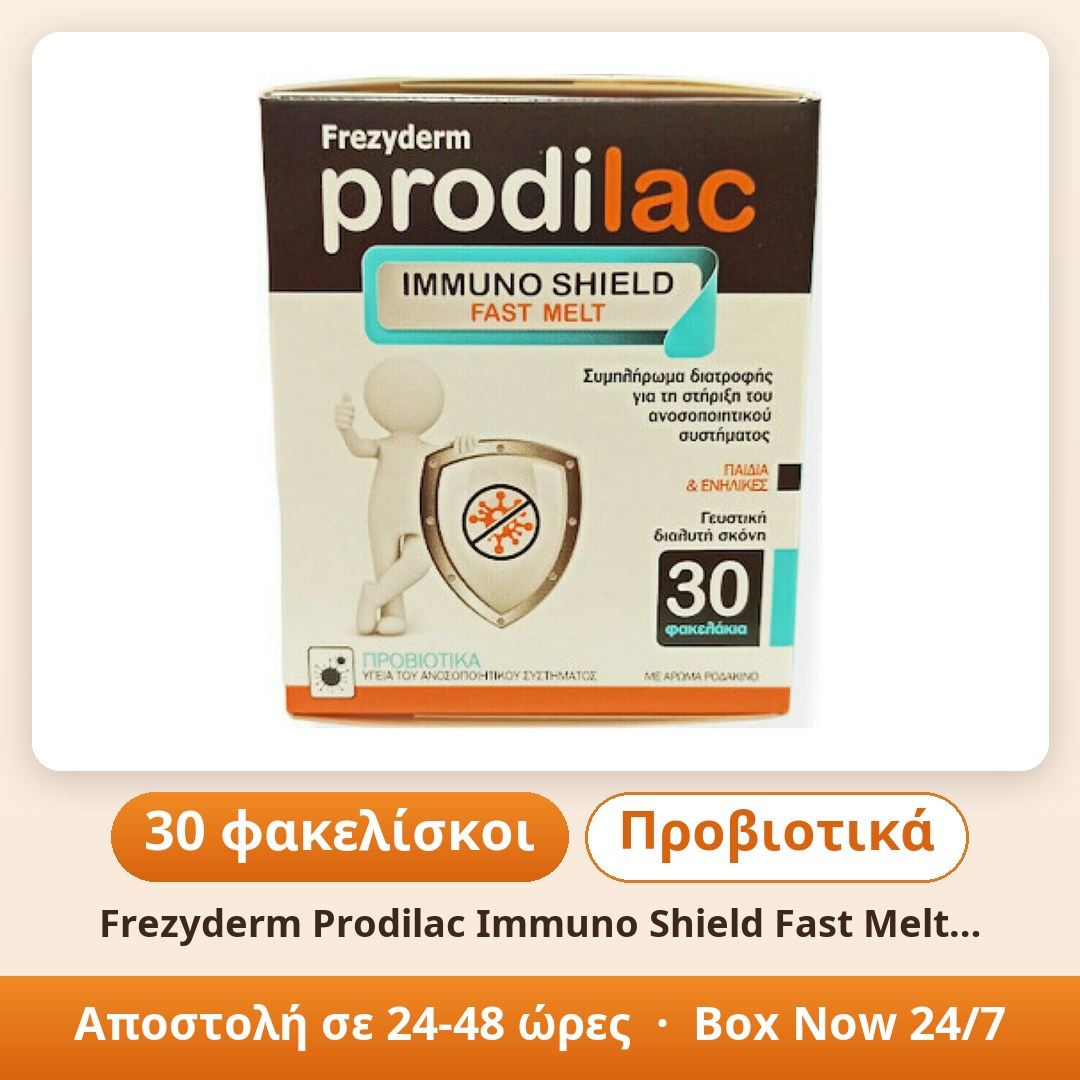 Frezyderm
prodilac
IMMUNO SHIELD
FAST MELT
Συμπλήρωμα διατροφής
για τη στήριξη του
ανοσοποιητικού
συστήματος
ΠΑΙΔΙΑ
& ΕΝΗΛΙΚΕΣ
Γευστική
διαλυτή σκόνη
30
φακελάκια
ΠΡΟΒΙΟΤΙΚΑ
ΥΓΕΙΑ ΤΟΥ ΑΝΟΣΟΠΟΙΗΤΙΚΟΥ ΣΥΣΤΗΜΑΤΟΣ
ΜΕ ΑΡΩΜΑ ΡΟΔΑΚΙΝΟ
30 φακελίσκοι
Προβιοτικά
Frezyderm Prodilac Immuno Shield Fast Melt...
Αποστολή σε 24-48 ώρες · Box Now 24/7